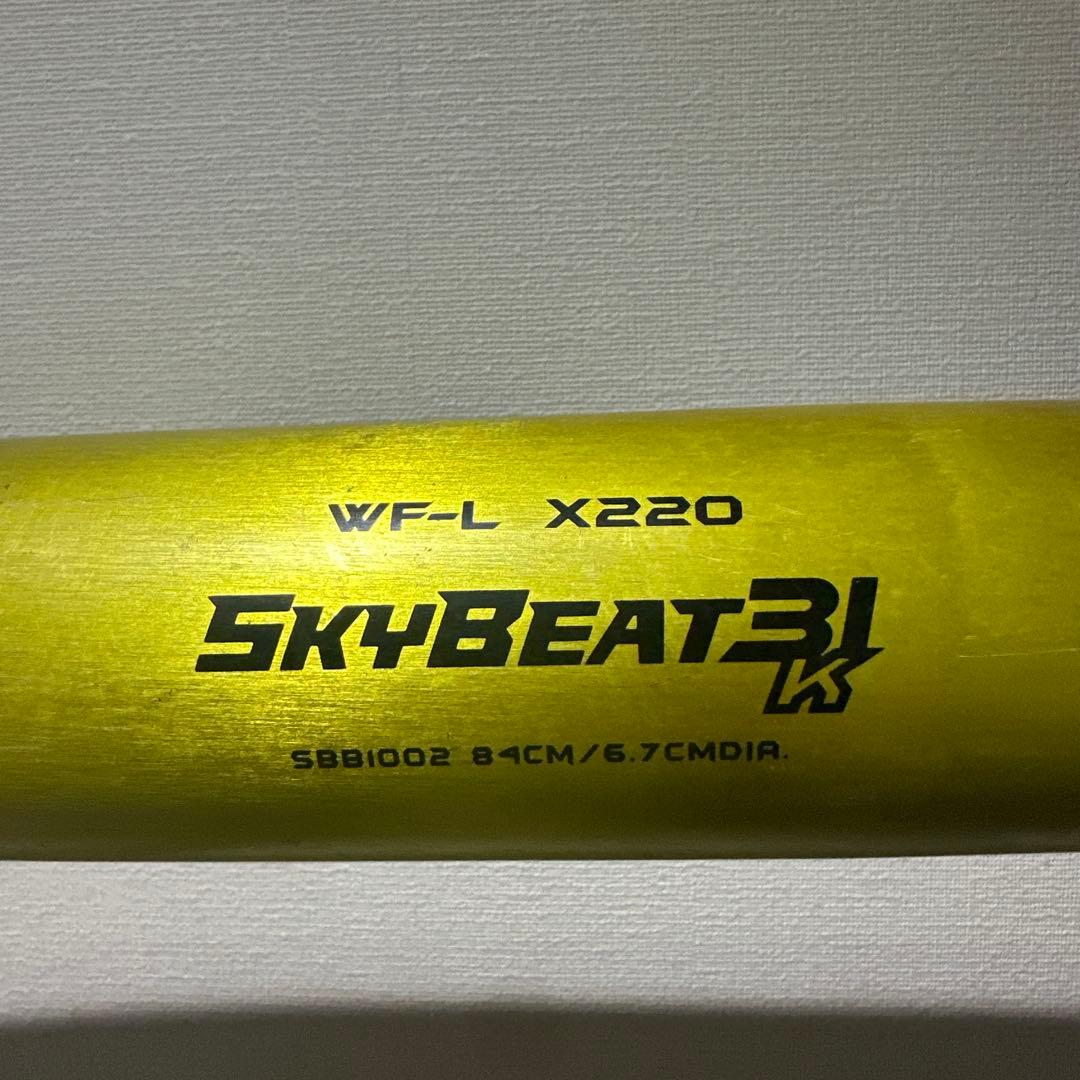 WF-L X220
SKYBEAT31K
SBB1002 84CM/6.7CMDIA.